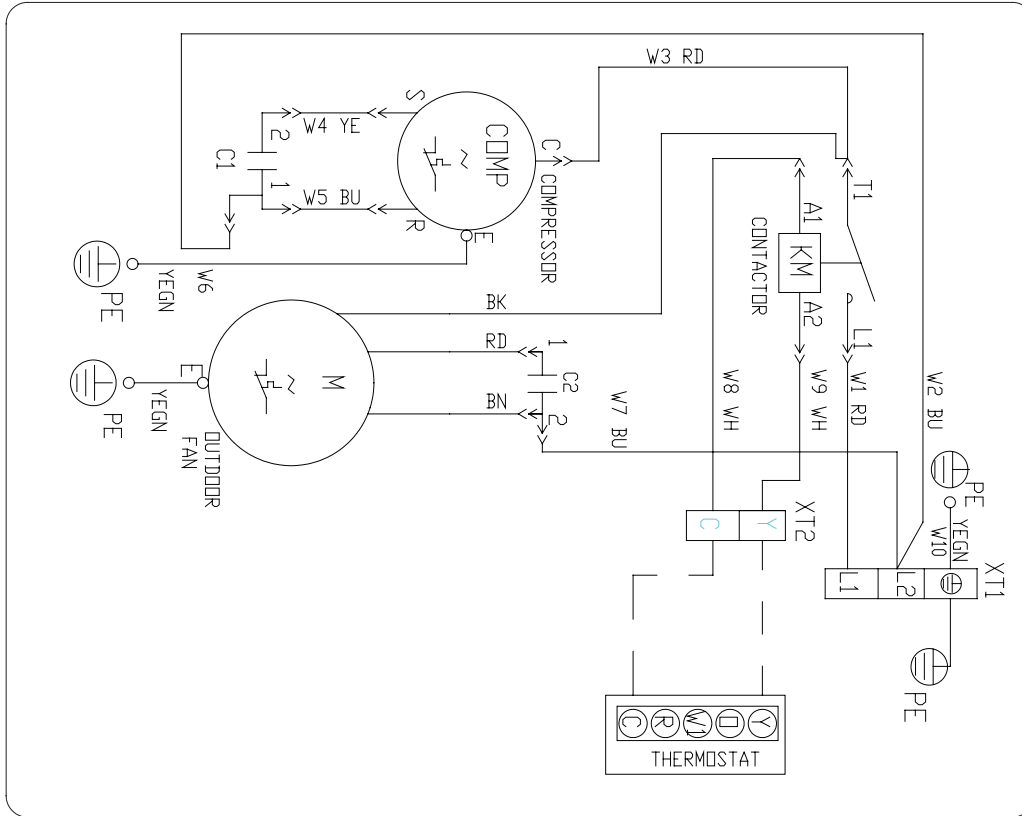 W3 RD
S
W4 YE
2
C1
1
W5 BU
R
COMP
C
COMPRESSOR
E
W6
YEGN
PE
T1
A1
KM
CONTACTOR
A2
L1
BK
RD
1
C2
BN
2
M
E
YEGN
PE
OUTDOOR
FAN
W7 BU
W8 WH
W9 WH
W1 RD
W2 BU
PE
YEGN
W10
XT2
C
Y
XT1
L1
L2
PE
C
R
W1
O
Y
THERMOSTAT